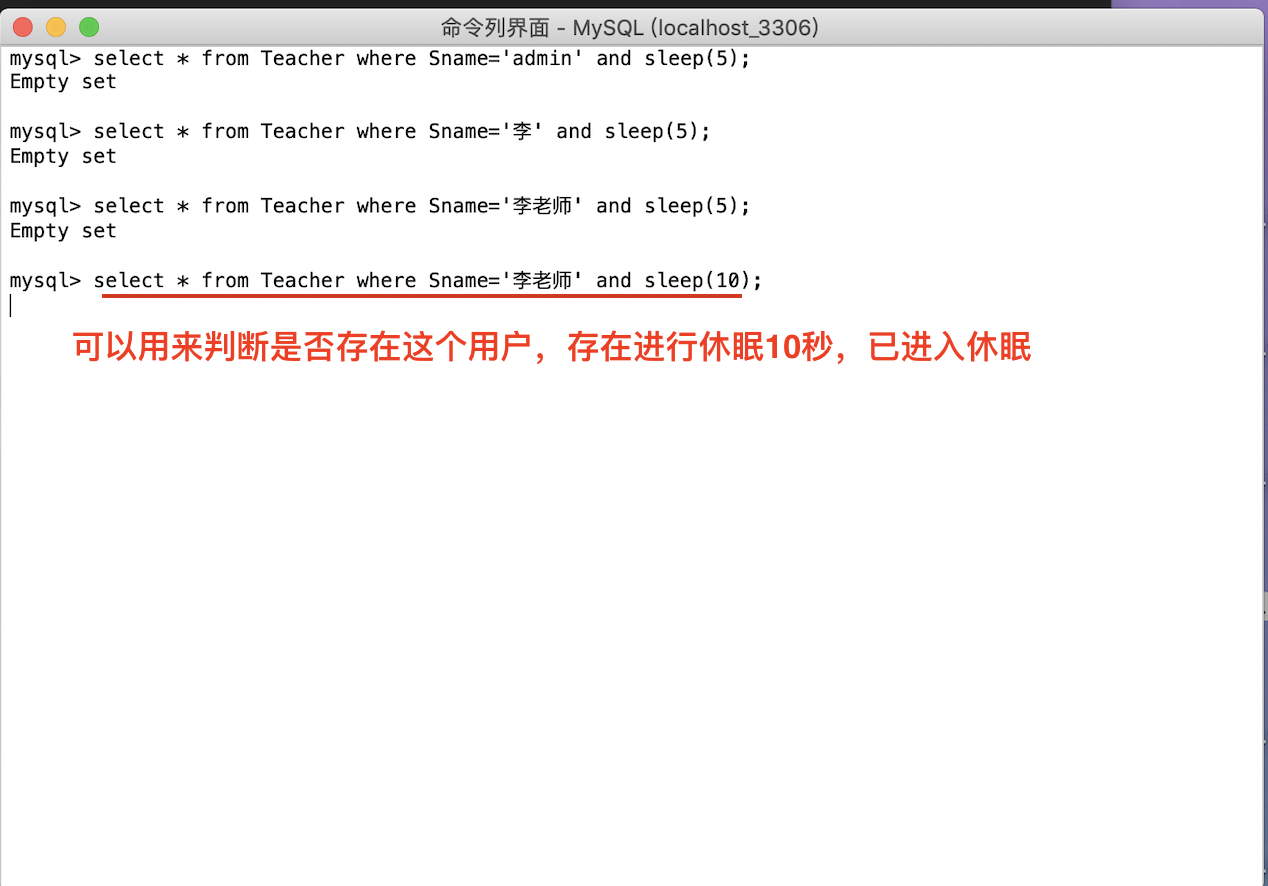 命令列界面 - MySQL (localhost_3306)
mysql> select * from Teacher where Sname='admin' and sleep(5);
Empty set
mysql> select * from Teacher where Sname='李' and sleep(5);
Empty set
mysql> select * from Teacher where Sname='李老师' and sleep(5);
Empty set
mysql> select * from Teacher where Sname='李老师' and sleep(10);
可以用来判断是否存在这个用户，存在进行休眠10秒，已进入休眠